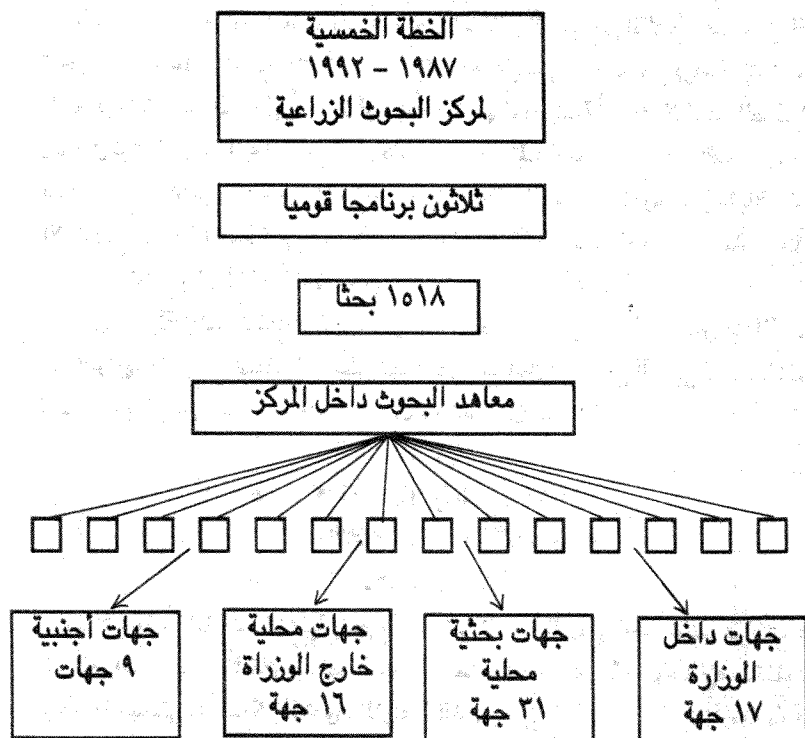 الخطة الخمسية
١٩٨٧ – ١٩٩٢
لمركز البحوث الزراعية
ثلاثون برنامجا قوميا
١٥١٨ بحثا
معاهد البحوث داخل المركز
جهات داخل
الوزارة
١٧ جهة
جهات بحثية
محلية
٣١ جهة
جهات محلية
خارج الوزراة
١٦ جهة
جهات أجنبية
٩ جهات